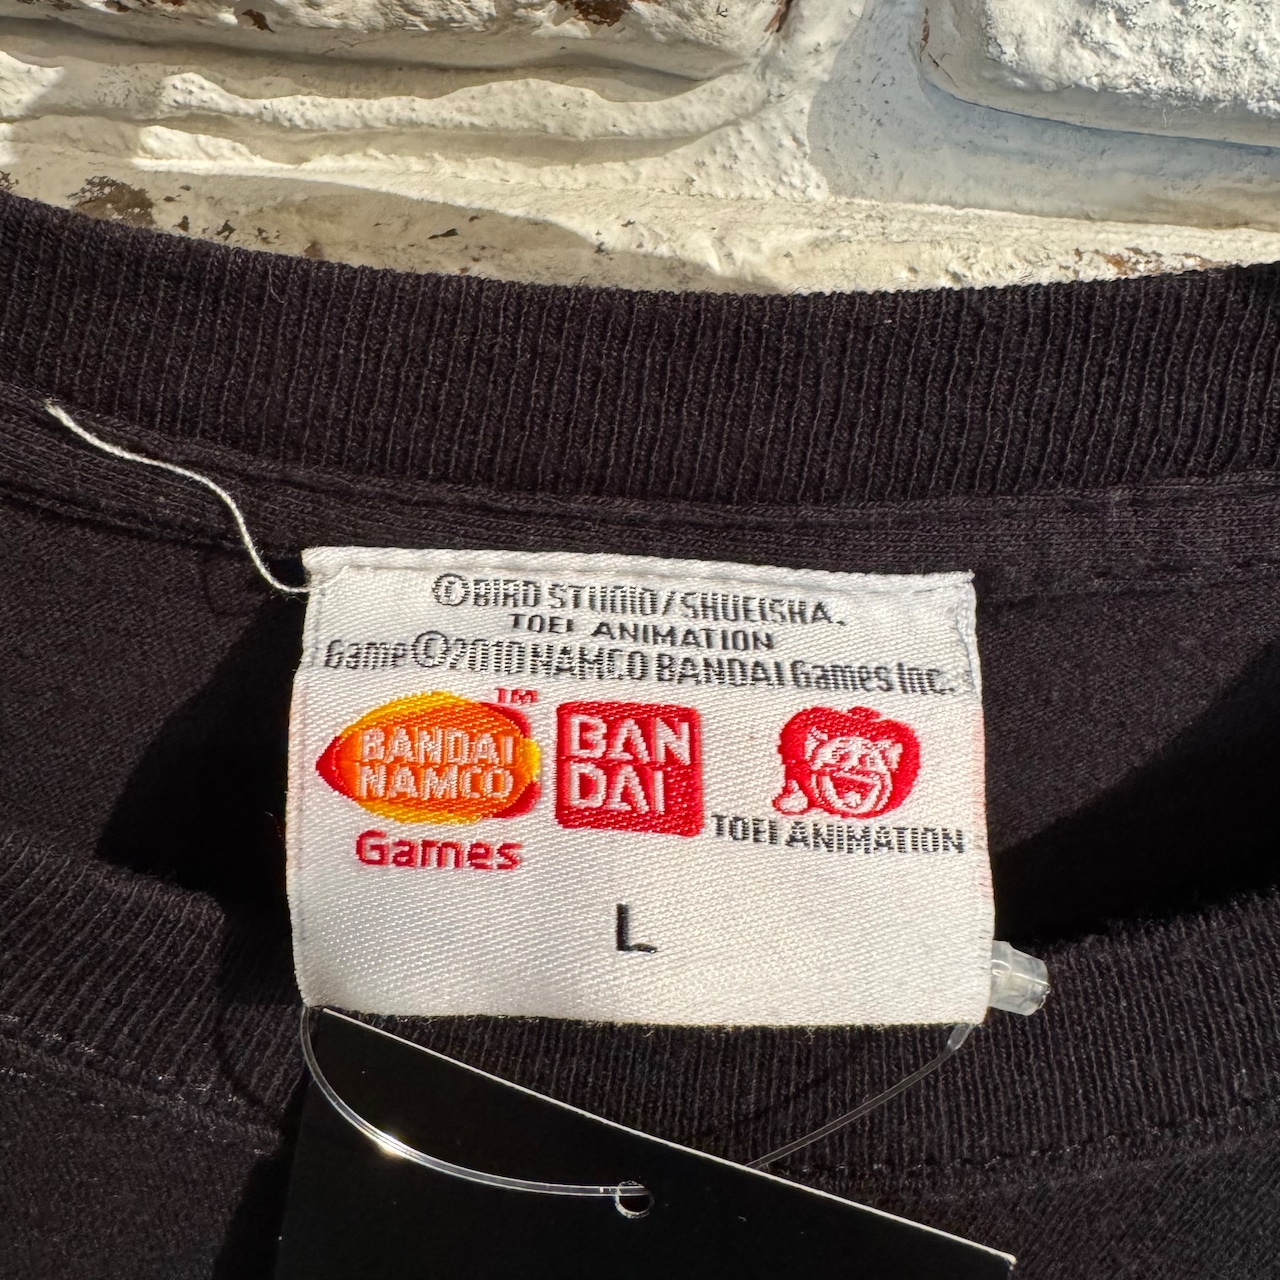 ©BIRD STUDIO/SHUEISHA.
TOEI ANIMATION
Game©2010 NAMCO BANDAI Games Inc.
BANDAI
NAMCO
TM
Games
BAN
DAI
TOEI ANIMATION
L